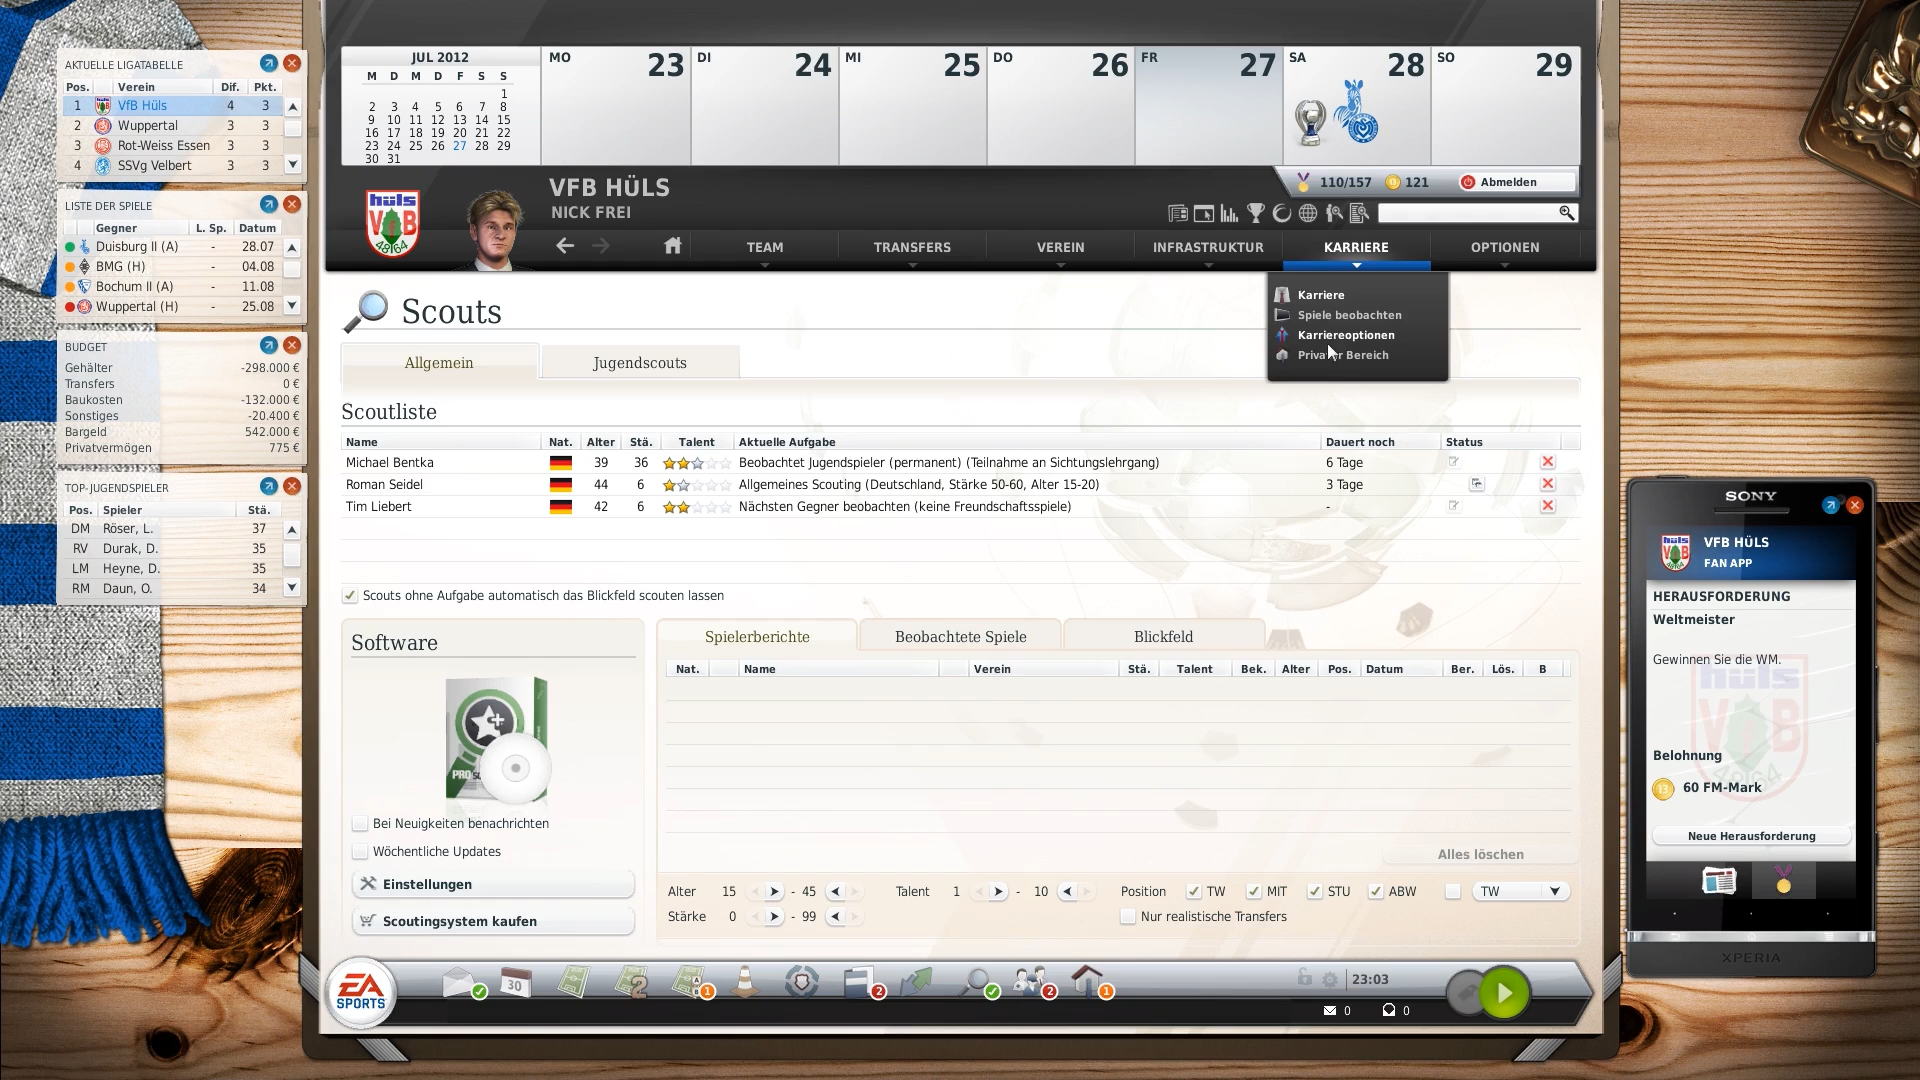 AKTUELLE LIGATABELLE
Pos. Verein Dif. Pkt.
1 VfB Hüls 4 3
2 Wuppertal 3 3
3 Rot-Weiss Essen 3 3
4 SSVg Velbert 3 3
LISTE DER SPIELE
Gegner L. Sp. Datum
Duisburg II (A) - 28.07
BMG (H) - 04.08
Bochum II (A) - 11.08
Wuppertal (H) - 25.08
BUDGET
Gehälter -298.000 €
Transfers 0 €
Baukosten -132.000 €
Sonstiges -20.400 €
Bargeld 542.000 €
Privatvermögen 775 €
TOP-JUGENDSPIELER
Pos. Spieler Stä.
DM Röser, L. 37
RV Durak, D. 35
LM Heyne, D. 35
RM Daun, O. 34
JUL 2012
M D M D F S S
1
2 3 4 5 6 7 8
9 10 11 12 13 14 15
16 17 18 19 20 21 22
23 24 25 26 27 28 29
30 31
MO 23 DI 24 MI 25 DO 26 FR 27 SA 28 SO 29
110/157 121 Abmelden
hüls
VfB
48/64
VFB HÜLS
NICK FREI
TEAM TRANSFERS VEREIN INFRASTRUKTUR KARRIERE OPTIONEN
Karriere
Spiele beobachten
Karriereoptionen
Privater Bereich
Scouts
Allgemein Jugendscouts
Scoutliste
Name Nat. Alter Stä. Talent Aktuelle Aufgabe Dauert noch Status
Michael Bentka 39 36 Beobachtet Jugendspieler (permanent) (Teilnahme an Sichtungslehrgang) 6 Tage
Roman Seidel 44 6 Allgemeines Scouting (Deutschland, Stärke 50-60, Alter 15-20) 3 Tage
Tim Liebert 42 6 Nächsten Gegner beobachten (keine Freundschaftsspiele) -
Scouts ohne Aufgabe automatisch das Blickfeld scouten lassen
Software
PRO
Bei Neuigkeiten benachrichten
Wöchentliche Updates
Einstellungen
Scoutingsystem kaufen
Spielerberichte Beobachtete Spiele Blickfeld
Nat. Name Verein Stä. Talent Bek. Alter Pos. Datum Ber. Lös. B
Alles löschen
Alter 15 - 45 Talent 1 - 10 Position TW MIT STU ABW TW
Stärke 0 - 99 Nur realistische Transfers
EA
SPORTS
30 2 1 2 2 1
23:03
0 0
SONY
VFB HÜLS
FAN APP
HERAUSFORDERUNG
Weltmeister
Gewinnen Sie die WM.
Belohnung
13 60 FM-Mark
Neue Herausforderung
XPERIA